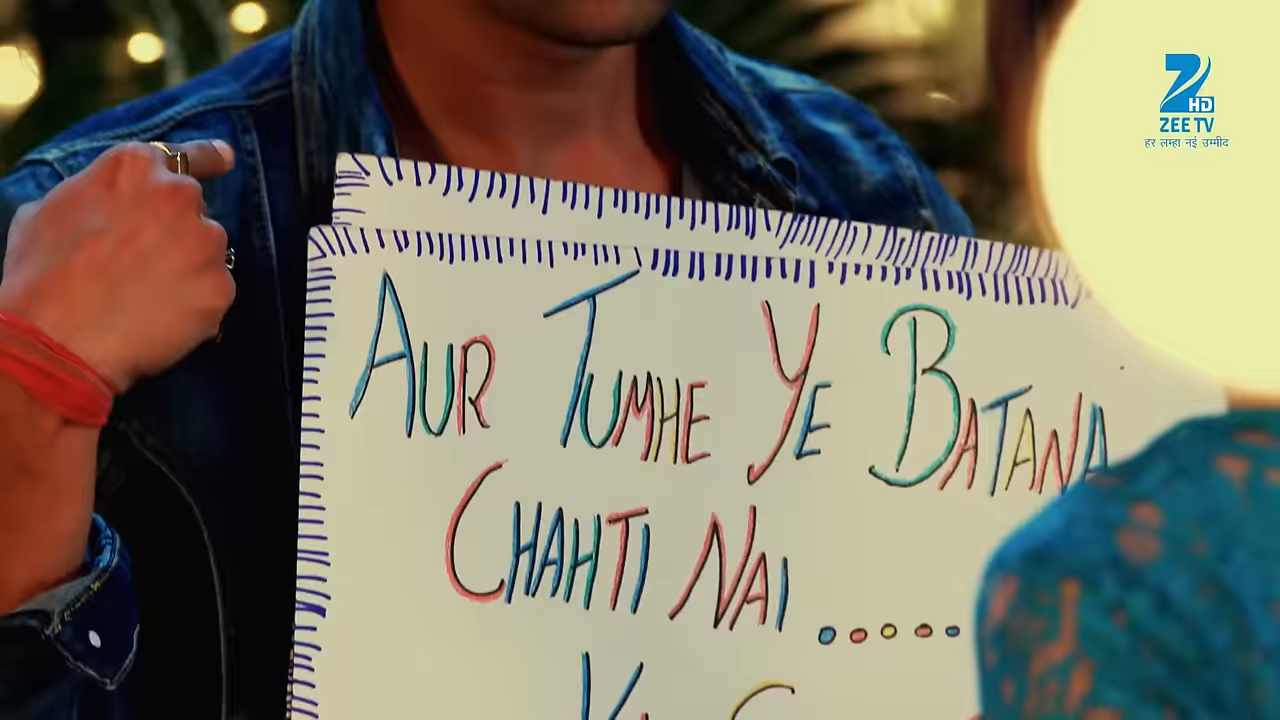 HD
ZEE TV
हर लम्हा नई उम्मीद
AUR TUMHE YE BATANA
CHAHTI NAI .....